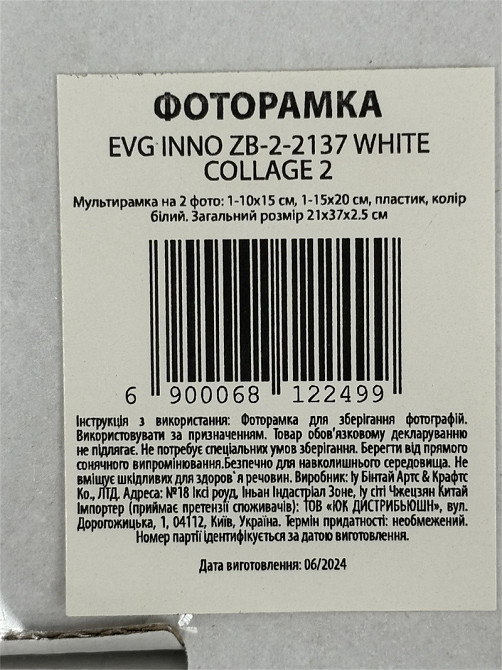 ФОТОРАМКА
EVG INNO ZB-2-2137 WHITE
COLLAGE 2
Мультирамка на 2 фото: 1-10х15 см, 1-15х20 см, пластик, колір
білий. Загальний розмір 21х37х2.5 см
6 900068 122499
Інструкція з використання: Фоторамка для зберігання фотографій.
Використовувати за призначенням. Товар обов'язковому декларуванню
не підлягає. Не потребує спеціальних умов зберігання. Берегти від прямого
сонячного випромінювання.Безпечно для навколишнього середовища. Не
вміщує шкідливих для здоров`я речовин. Виробник: Іу Бінтай Артс & Крафтс
Ко., ЛТД. Адреса: №18 Іксі роуд, Іньан Індастріал Зоне, Іу сіті Чжецзян Китай
Імпортер (приймає претензії споживачів): ТОВ «ЮК ДИСТРИБЬЮШН», вул.
Дорогожицька, 1, 04112, Київ, Україна. Термін придатності: необмежений.
Номер партії ідентифікується за датою виготовлення.
Дата виготовлення: 06/2024